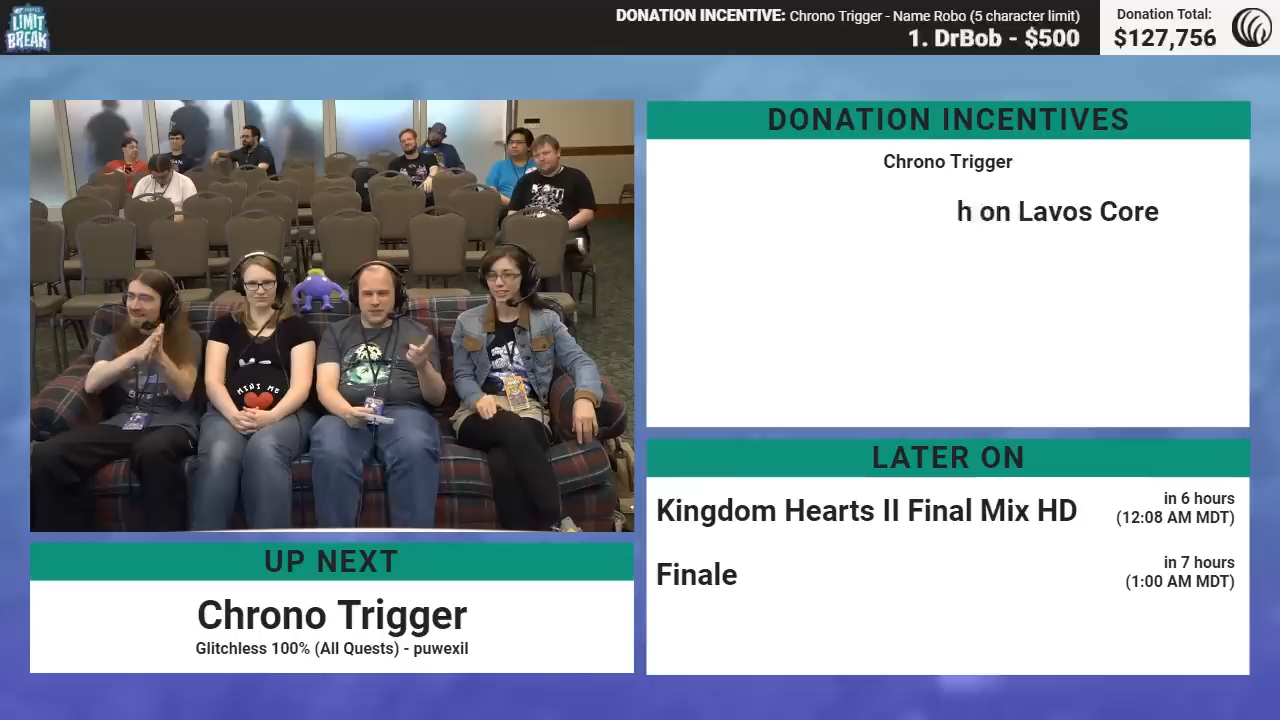 LIMIT
BREAK
DONATION INCENTIVE: Chrono Trigger - Name Robo (5 character limit)
1. DrBob - $500
Donation Total:
$127,756
DONATION INCENTIVES
Chrono Trigger
h on Lavos Core
MIDI ME
UP NEXT
Chrono Trigger
Glitchless 100% (All Quests) - puwexil
LATER ON
Kingdom Hearts II Final Mix HD
in 6 hours
(12:08 AM MDT)
Finale
in 7 hours
(1:00 AM MDT)